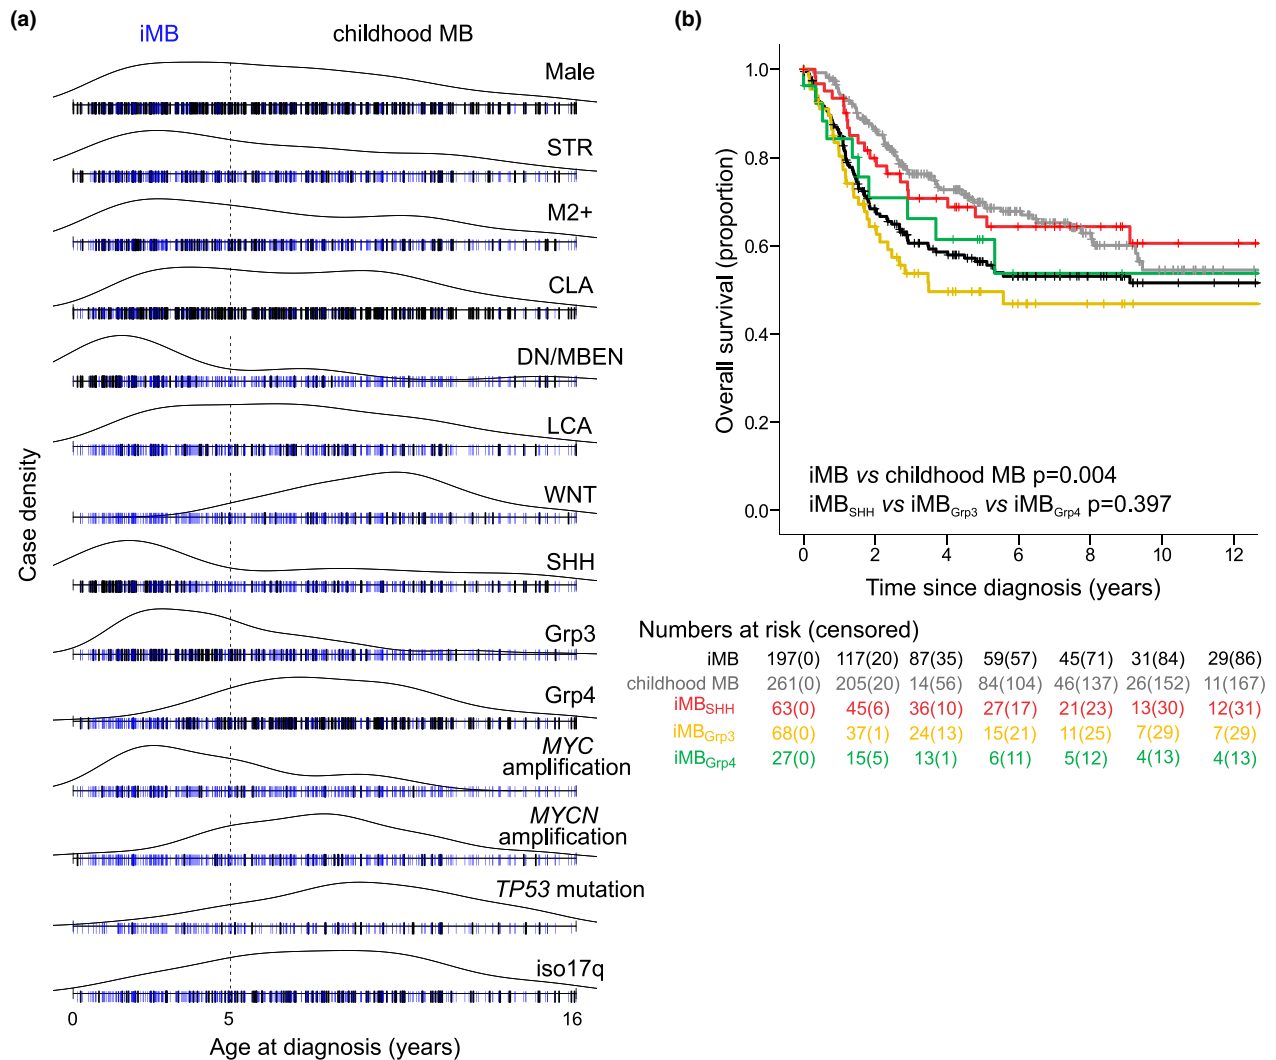 (a)
iMB childhood MB
Male
STR
M2+
CLA
DN/MBEN
LCA
WNT
SHH
Grp3
Grp4
MYC
amplification
MYCN
amplification
TP53 mutation
iso17q
Case density
0 5 16
Age at diagnosis (years)
(b)
1.0
0.8
0.6
0.4
0.2
0.0
Overall survival (proportion)
iMB vs childhood MB p=0.004
iMBSHH vs iMBGrp3 vs iMBGrp4 p=0.397
0 2 4 6 8 10 12
Time since diagnosis (years)
Numbers at risk (censored)
iMB 197(0) 117(20) 87(35) 59(57) 45(71) 31(84) 29(86)
childhood MB 261(0) 205(20) 14(56) 84(104) 46(137) 26(152) 11(167)
iMBSHH 63(0) 45(6) 36(10) 27(17) 21(23) 13(30) 12(31)
iMBGrp3 68(0) 37(1) 24(13) 15(21) 11(25) 7(29) 7(29)
iMBGrp4 27(0) 15(5) 13(1) 6(11) 5(12) 4(13) 4(13)